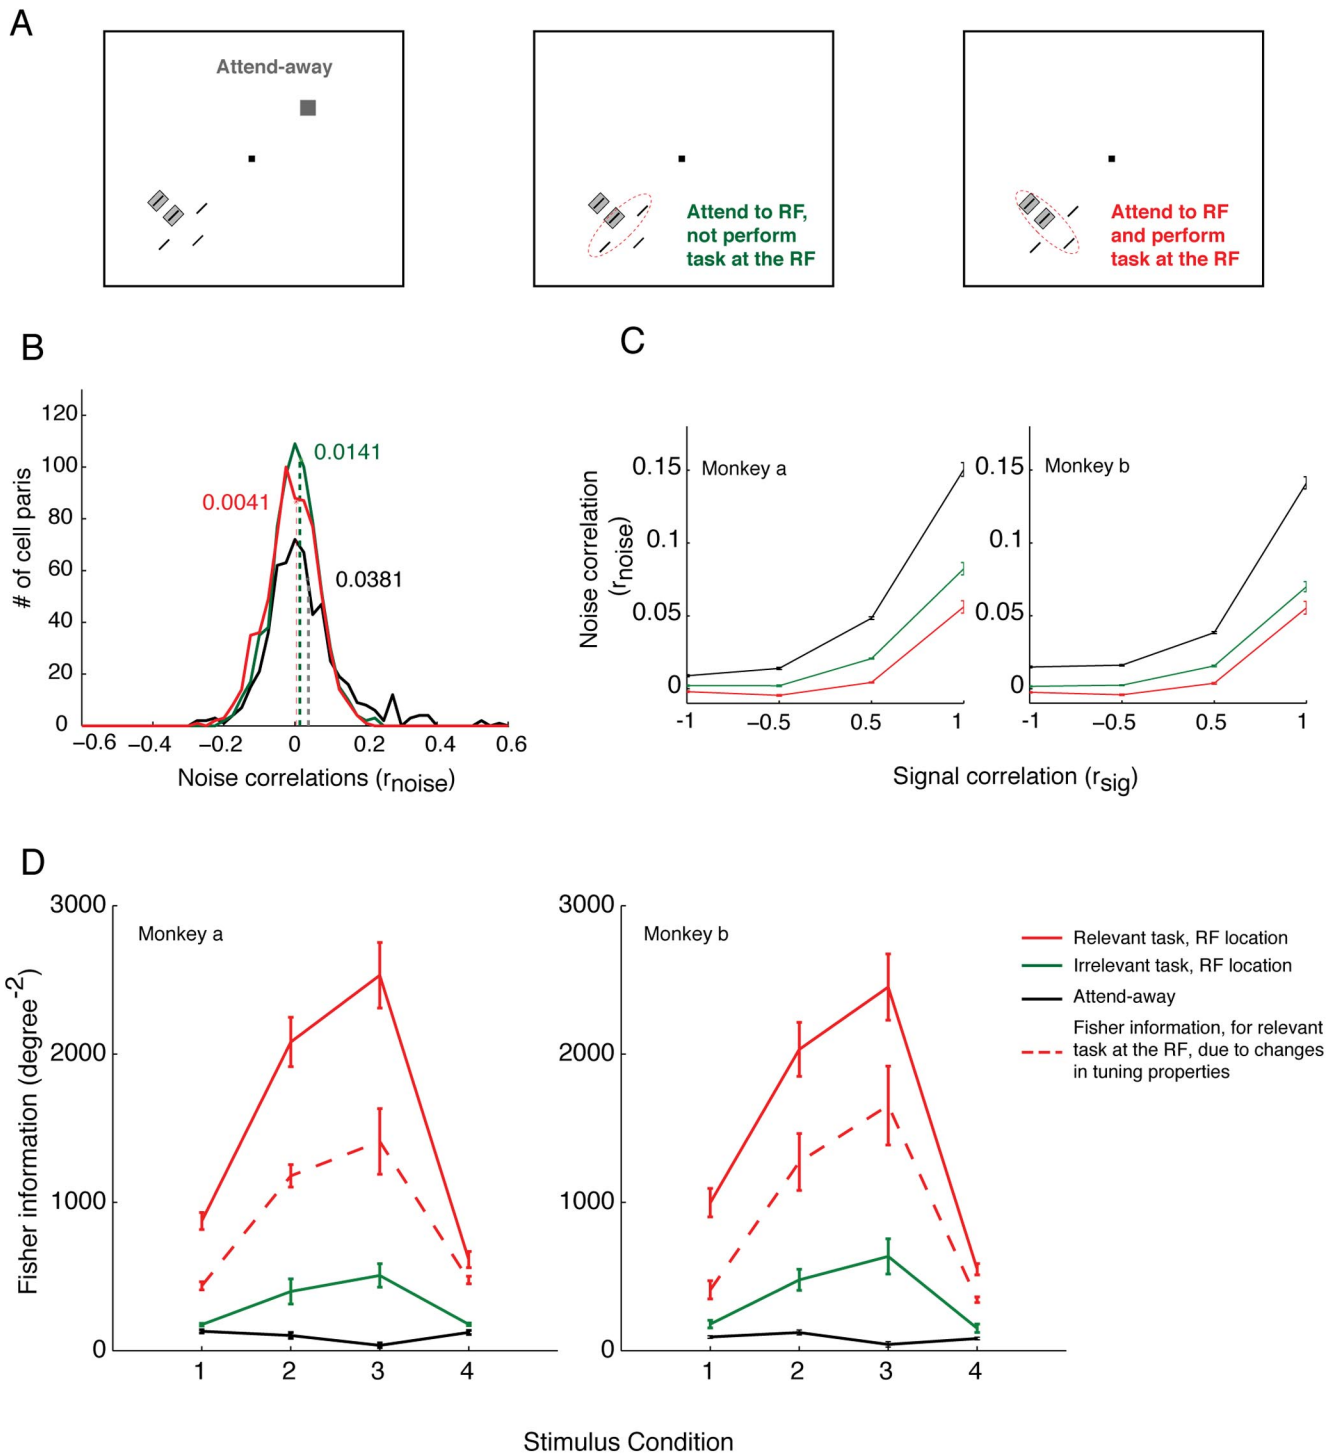 A
Attend-away
Attend to RF,
not perform
task at the RF
Attend to RF
and perform
task at the RF
B
120
100
80
60
40
20
0
# of cell paris
0.0141
0.0041
0.0381
−0.6 −0.4 −0.2 0 0.2 0.4 0.6
Noise correlations (rnoise)
C
Noise correlation
(rnoise)
0.15
0.1
0.05
0
Monkey a
-1 −0.5 0.5 1
0.15
0.1
0.05
0
Monkey b
-1 −0.5 0.5 1
Signal correlation (rsig)
D
Fisher information (degree-2)
3000
2000
1000
0
Monkey a
1 2 3 4
3000
2000
1000
0
Monkey b
1 2 3 4
Relevant task, RF location
Irrelevant task, RF location
Attend-away
Fisher information, for relevant
task at the RF, due to changes
in tuning properties
Stimulus Condition